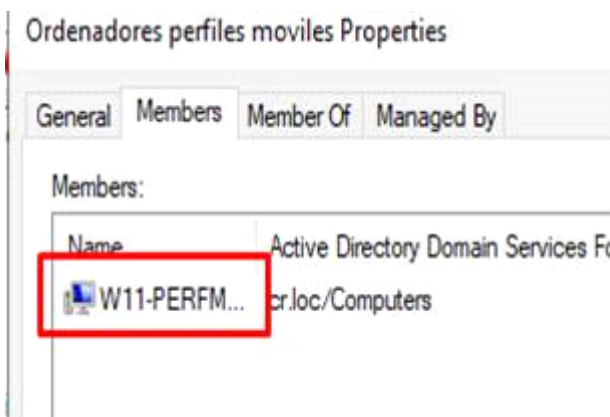 Ordenadores perfiles moviles Properties
General Members Member Of Managed By
Members:
Name Active Directory Domain Services Fo
W11-PERFM... cr.loc/Computers